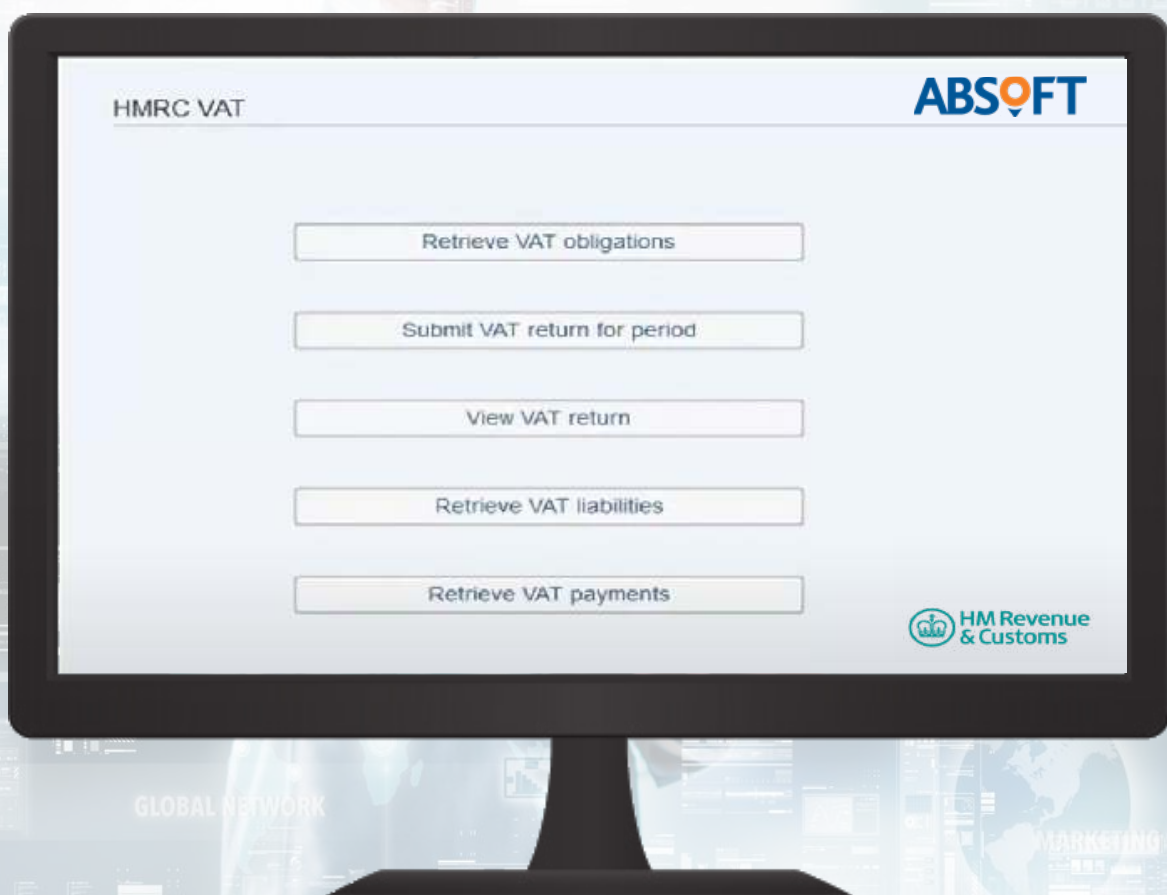 HMRC VAT
ABSOFT
Retrieve VAT obligations
Submit VAT return for period
View VAT return
Retrieve VAT liabilities
Retrieve VAT payments
HM Revenue
& Customs
GLOBAL NETWORK
MARKETING